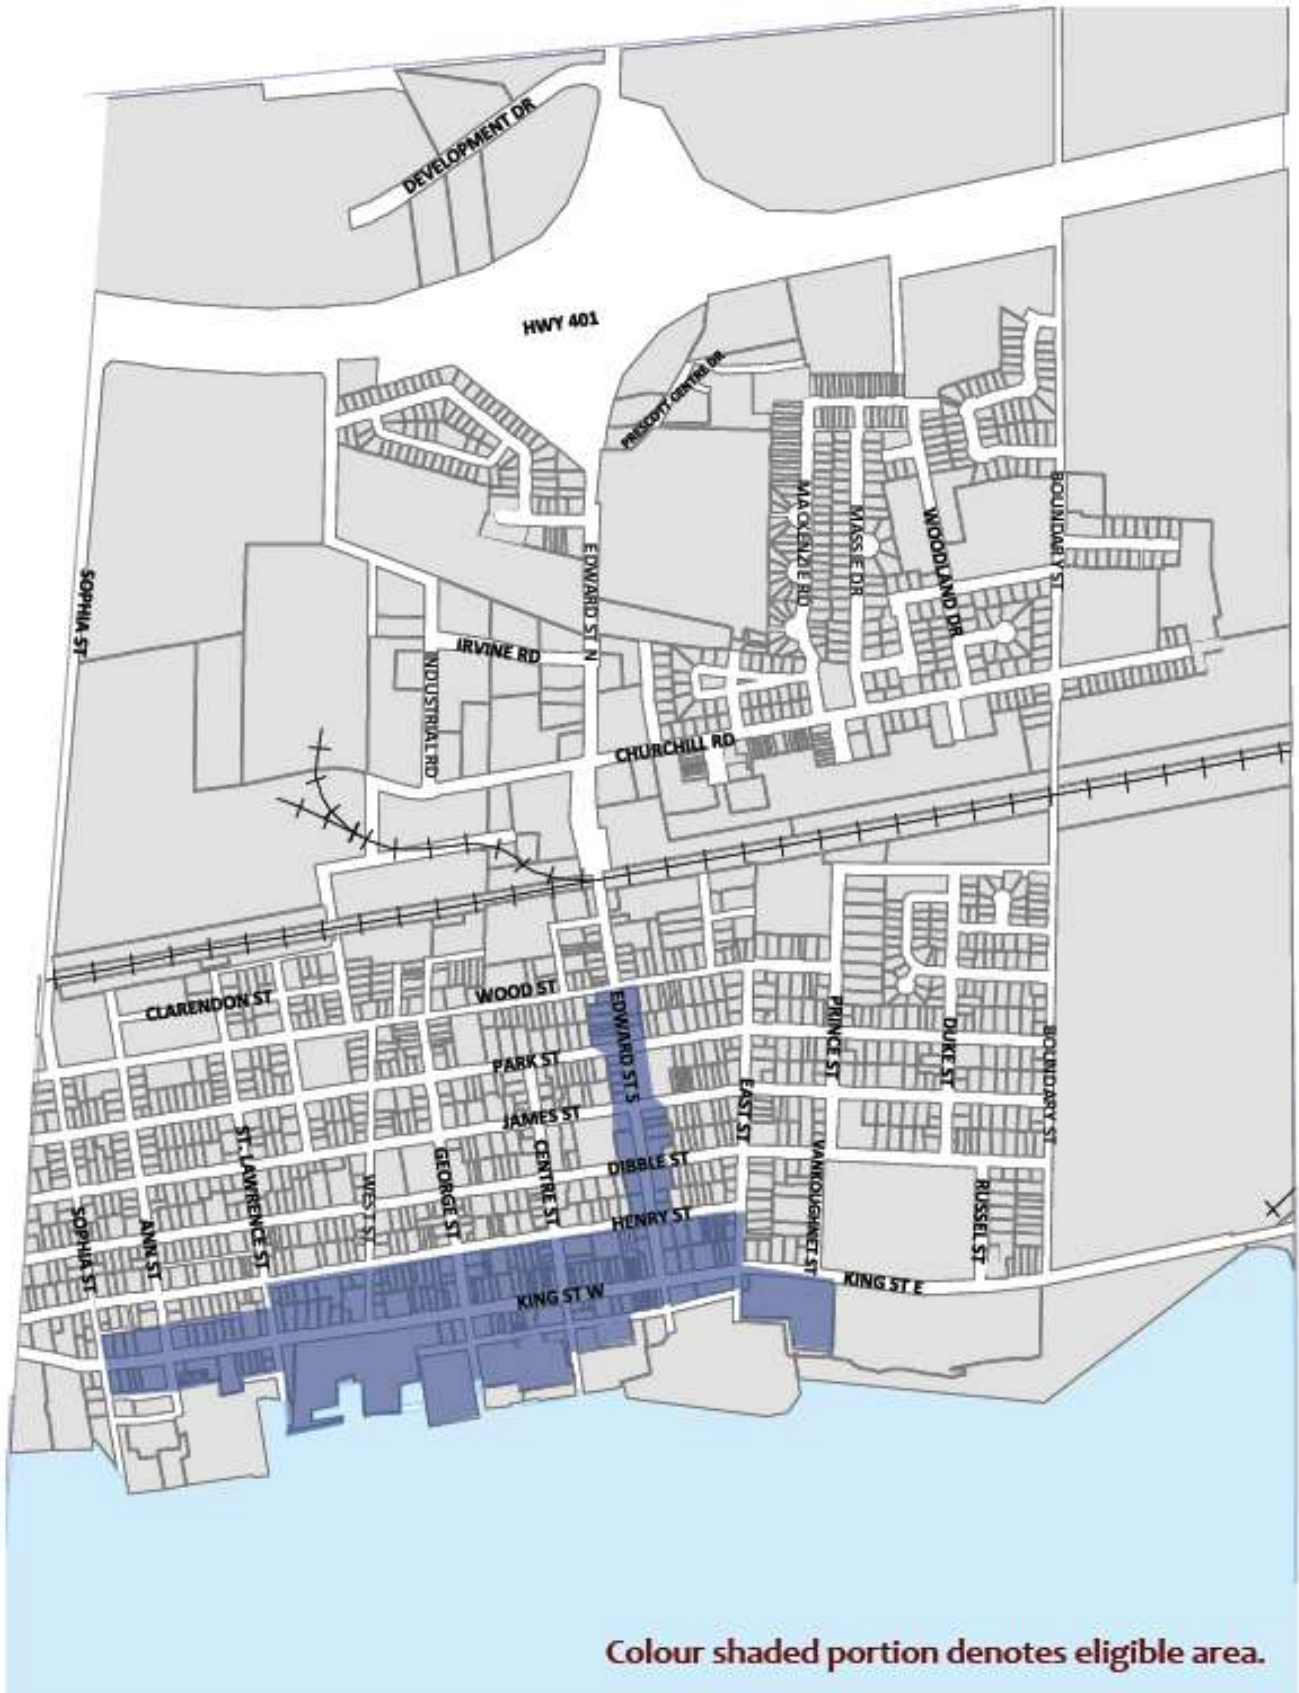 DEVELOPMENT DR
HWY 401
PRESCOTT CENTRE DR
SOPHIA ST
EDWARD ST N
MACKENZIE RD
MASSIE DR
WOODLAND DR
BOUNDARY ST
IRVINE RD
INDUSTRIAL RD
CHURCHILL RD
CLARENDON ST
WOOD ST
EDWARD ST S
PRINCE ST
DUKE ST
BOUNDARY ST
PARK ST
EAST ST
JAMES ST
ST. LAWRENCE ST
GEORGE ST
CENTRE ST
DIBBLE ST
VANKOUGHNET ST
WEST ST
RUSSEL ST
SOPHIA ST
ANN ST
HENRY ST
KING ST W
KING ST E
Colour shaded portion denotes eligible area.